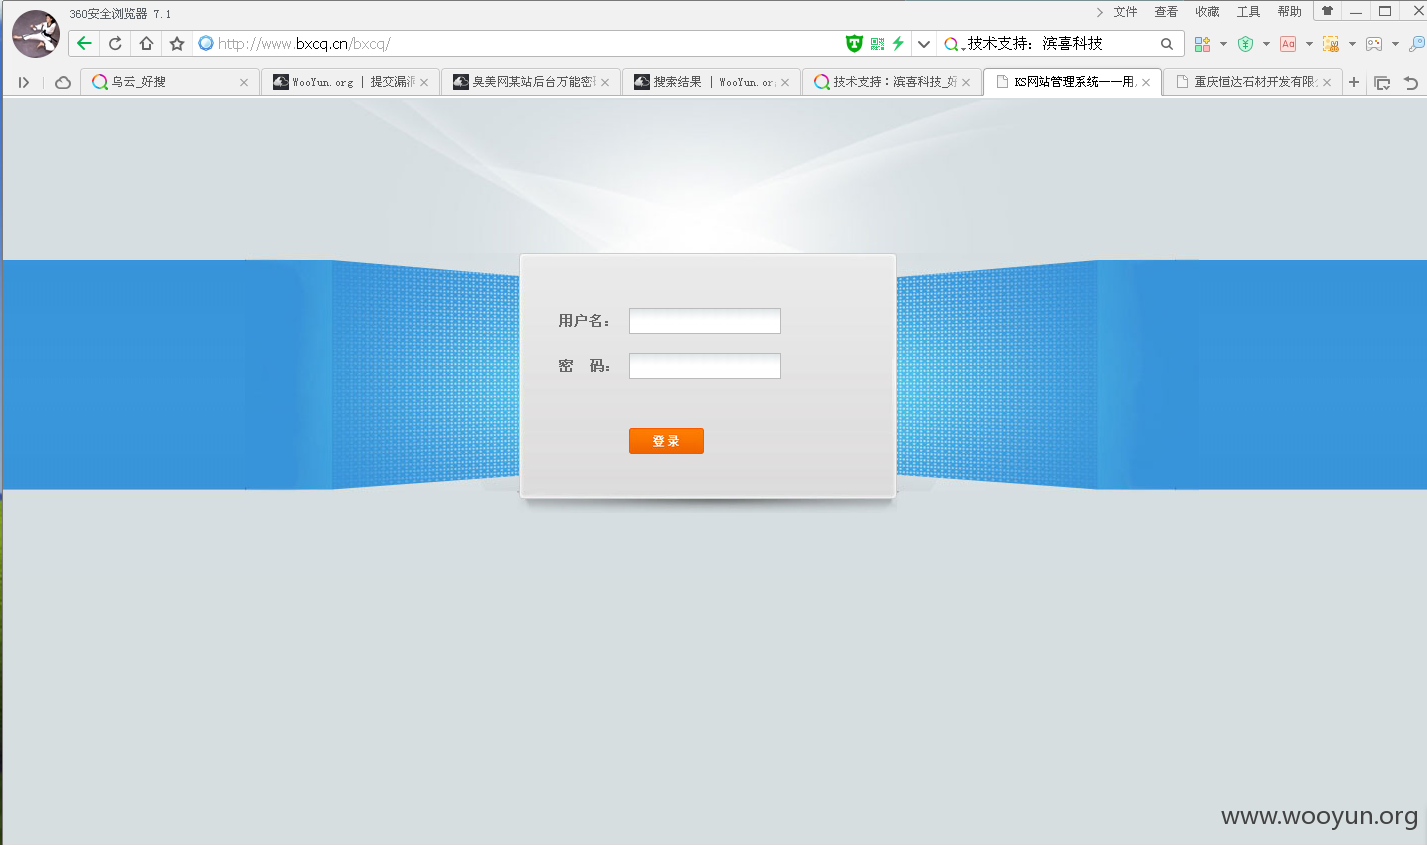 360安全浏览器 7.1
文件 查看 收藏 工具 帮助
http://www.bxcq.cn/bxcq/
技术支持：滨喜科技
乌云_好搜
WooYun.org | 提交漏洞
臭美网某站后台万能密
搜索结果 | WooYun.or
技术支持：滨喜科技_好
KS网站管理系统——用
重庆恒达石材开发有限
用户名：
密 码：
登 录
www.wooyun.org